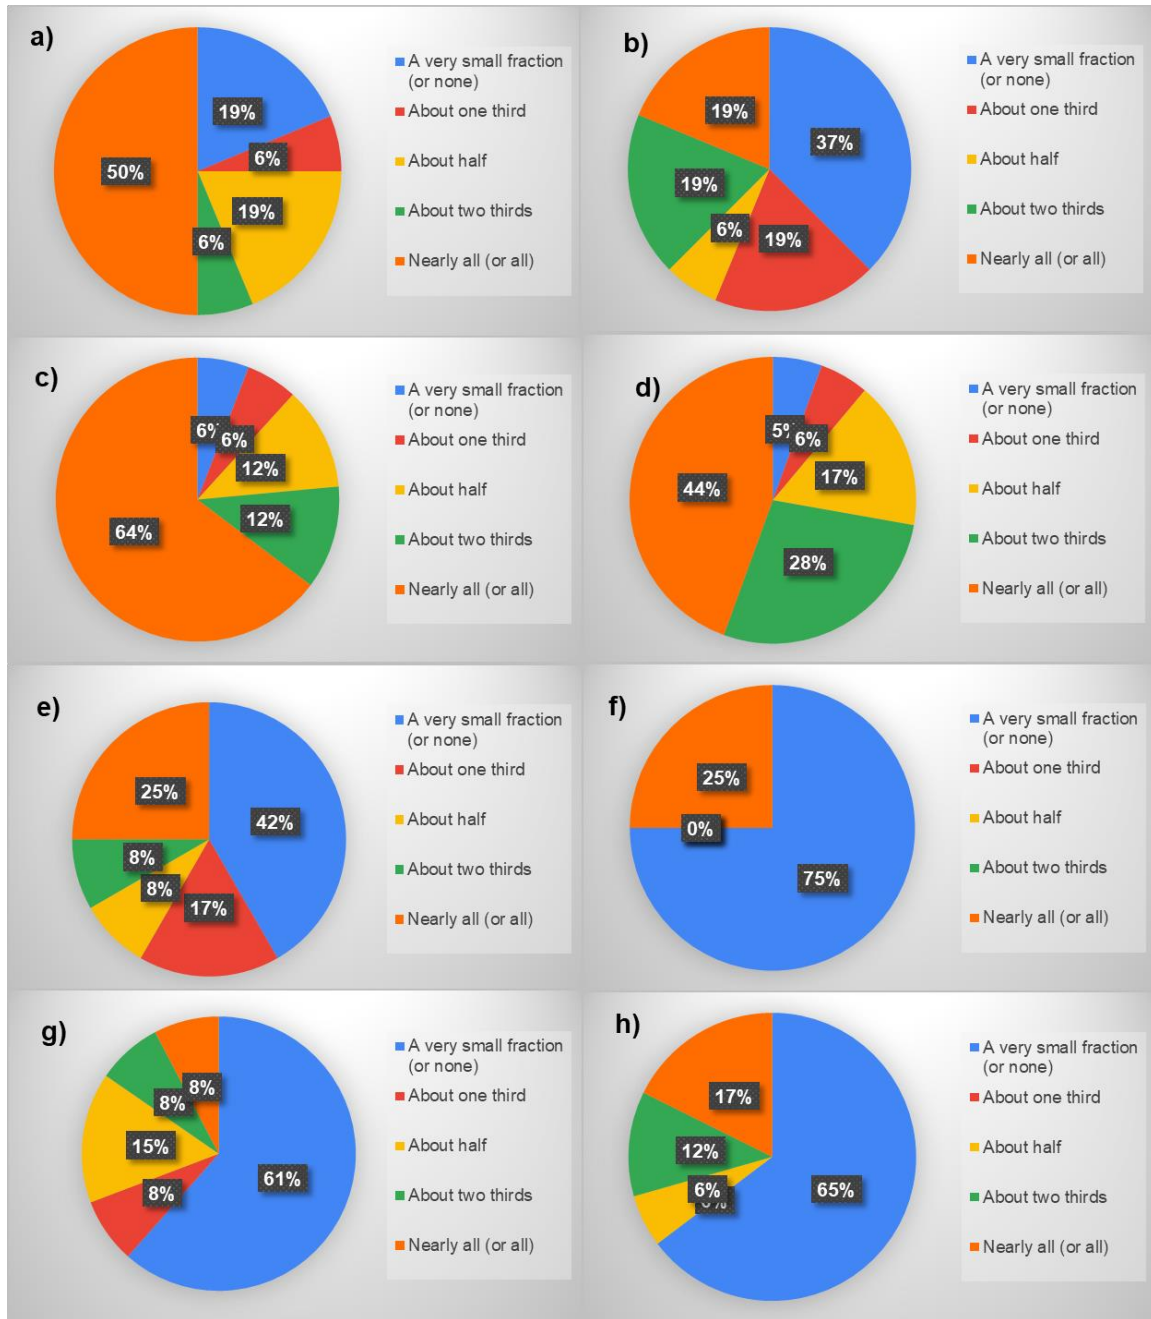 a)
19%
6%
19%
6%
50%
A very small fraction
(or none)
About one third
About half
About two thirds
Nearly all (or all)
b)
37%
19%
6%
19%
19%
A very small fraction
(or none)
About one third
About half
About two thirds
Nearly all (or all)
c)
6%
6%
12%
12%
64%
A very small fraction
(or none)
About one third
About half
About two thirds
Nearly all (or all)
d)
5%
6%
17%
28%
44%
A very small fraction
(or none)
About one third
About half
About two thirds
Nearly all (or all)
e)
42%
17%
8%
8%
25%
A very small fraction
(or none)
About one third
About half
About two thirds
Nearly all (or all)
f)
25%
0%
75%
A very small fraction
(or none)
About one third
About half
About two thirds
Nearly all (or all)
g)
61%
8%
15%
8%
8%
A very small fraction
(or none)
About one third
About half
About two thirds
Nearly all (or all)
h)
65%
6%
12%
17%
A very small fraction
(or none)
About one third
About half
About two thirds
Nearly all (or all)